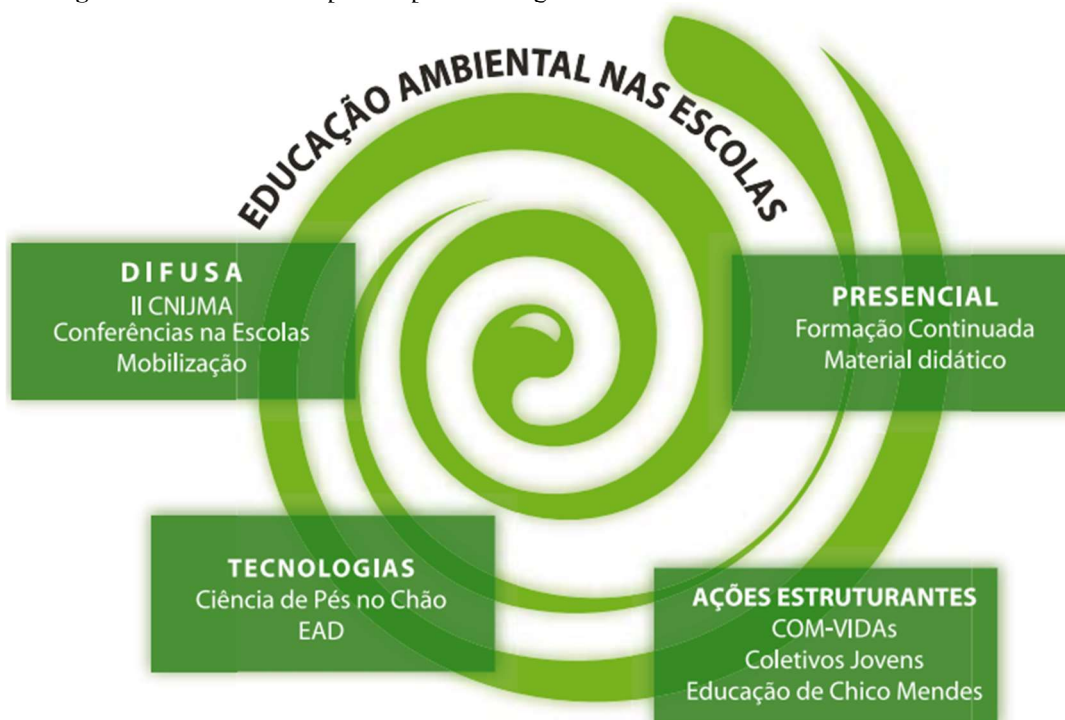 EDUCAÇÃO AMBIENTAL NAS ESCOLAS
DIFUSA
II CNIJMA
Conferências na Escolas
Mobilização
PRESENCIAL
Formação Continuada
Material didático
TECNOLOGIAS
Ciência de Pés no Chão
EAD
AÇÕES ESTRUTURANTES
COM-VIDAs
Coletivos Jovens
Educação de Chico Mendes